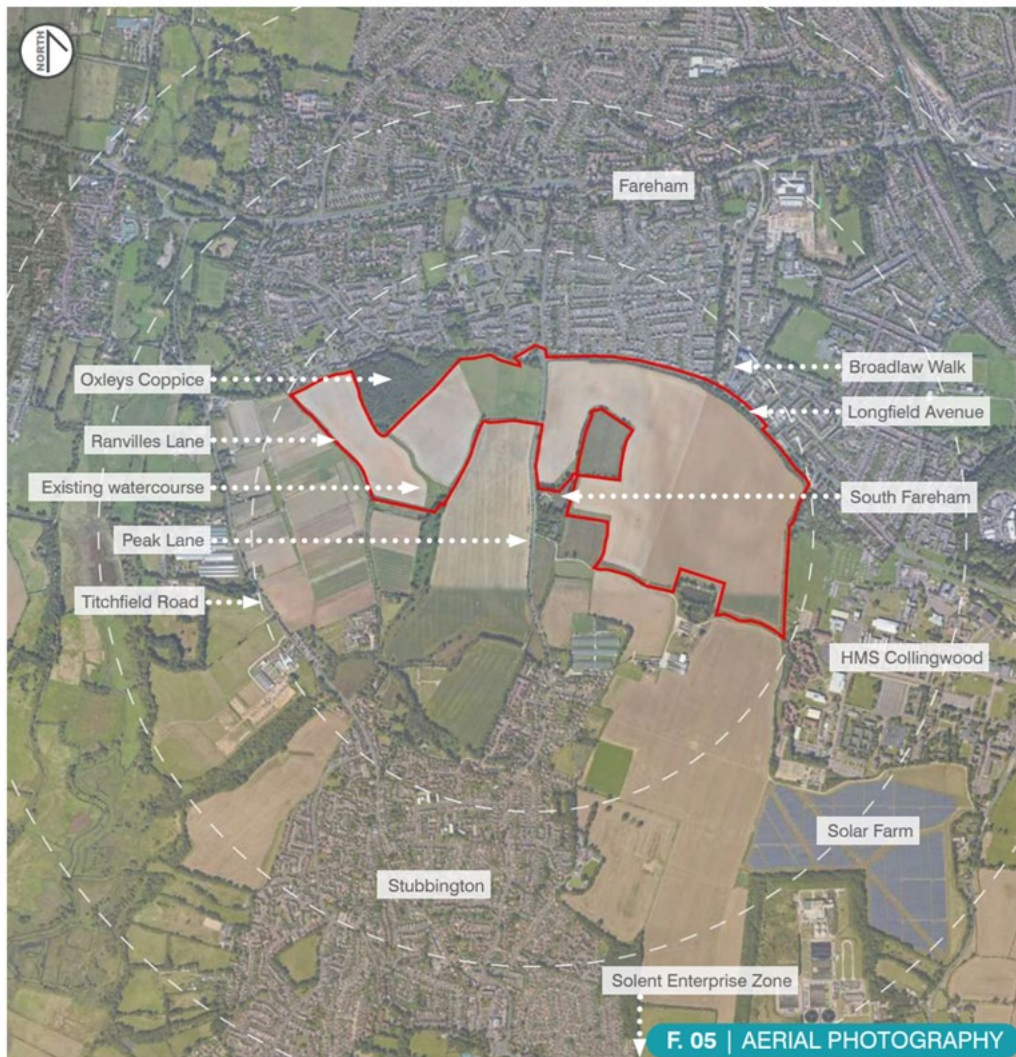 NORTH
Fareham
Oxleys Coppice
Broadlaw Walk
Longfield Avenue
Ranvilles Lane
Existing watercourse
South Fareham
Peak Lane
Titchfield Road
HMS Collingwood
Solar Farm
Stubbington
Solent Enterprise Zone
F. 05 | AERIAL PHOTOGRAPHY